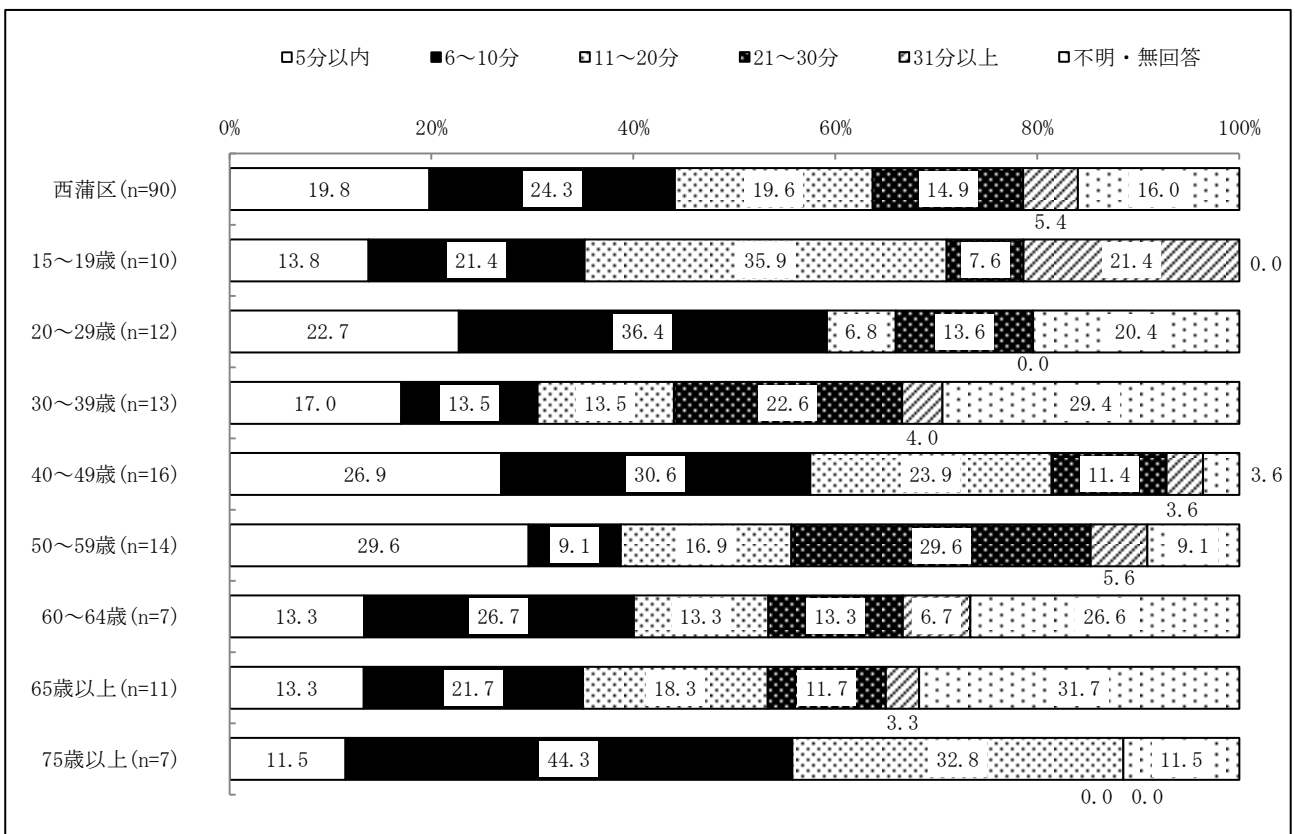 5分以内 6～10分 11～20分 21～30分 31分以上 不明・無回答
0% 20% 40% 60% 80% 100%
西蒲区(n=90) 19.8 24.3 19.6 14.9 16.0
5.4
15～19歳(n=10) 13.8 21.4 35.9 7.6 21.4 0.0
20～29歳(n=12) 22.7 36.4 6.8 13.6 20.4
0.0
30～39歳(n=13) 17.0 13.5 13.5 22.6 29.4
4.0
40～49歳(n=16) 26.9 30.6 23.9 11.4 3.6
3.6
50～59歳(n=14) 29.6 9.1 16.9 29.6 9.1
5.6
60～64歳(n=7) 13.3 26.7 13.3 13.3 6.7 26.6
65歳以上(n=11) 13.3 21.7 18.3 11.7 31.7
3.3
75歳以上(n=7) 11.5 44.3 32.8 11.5
0.0 0.0